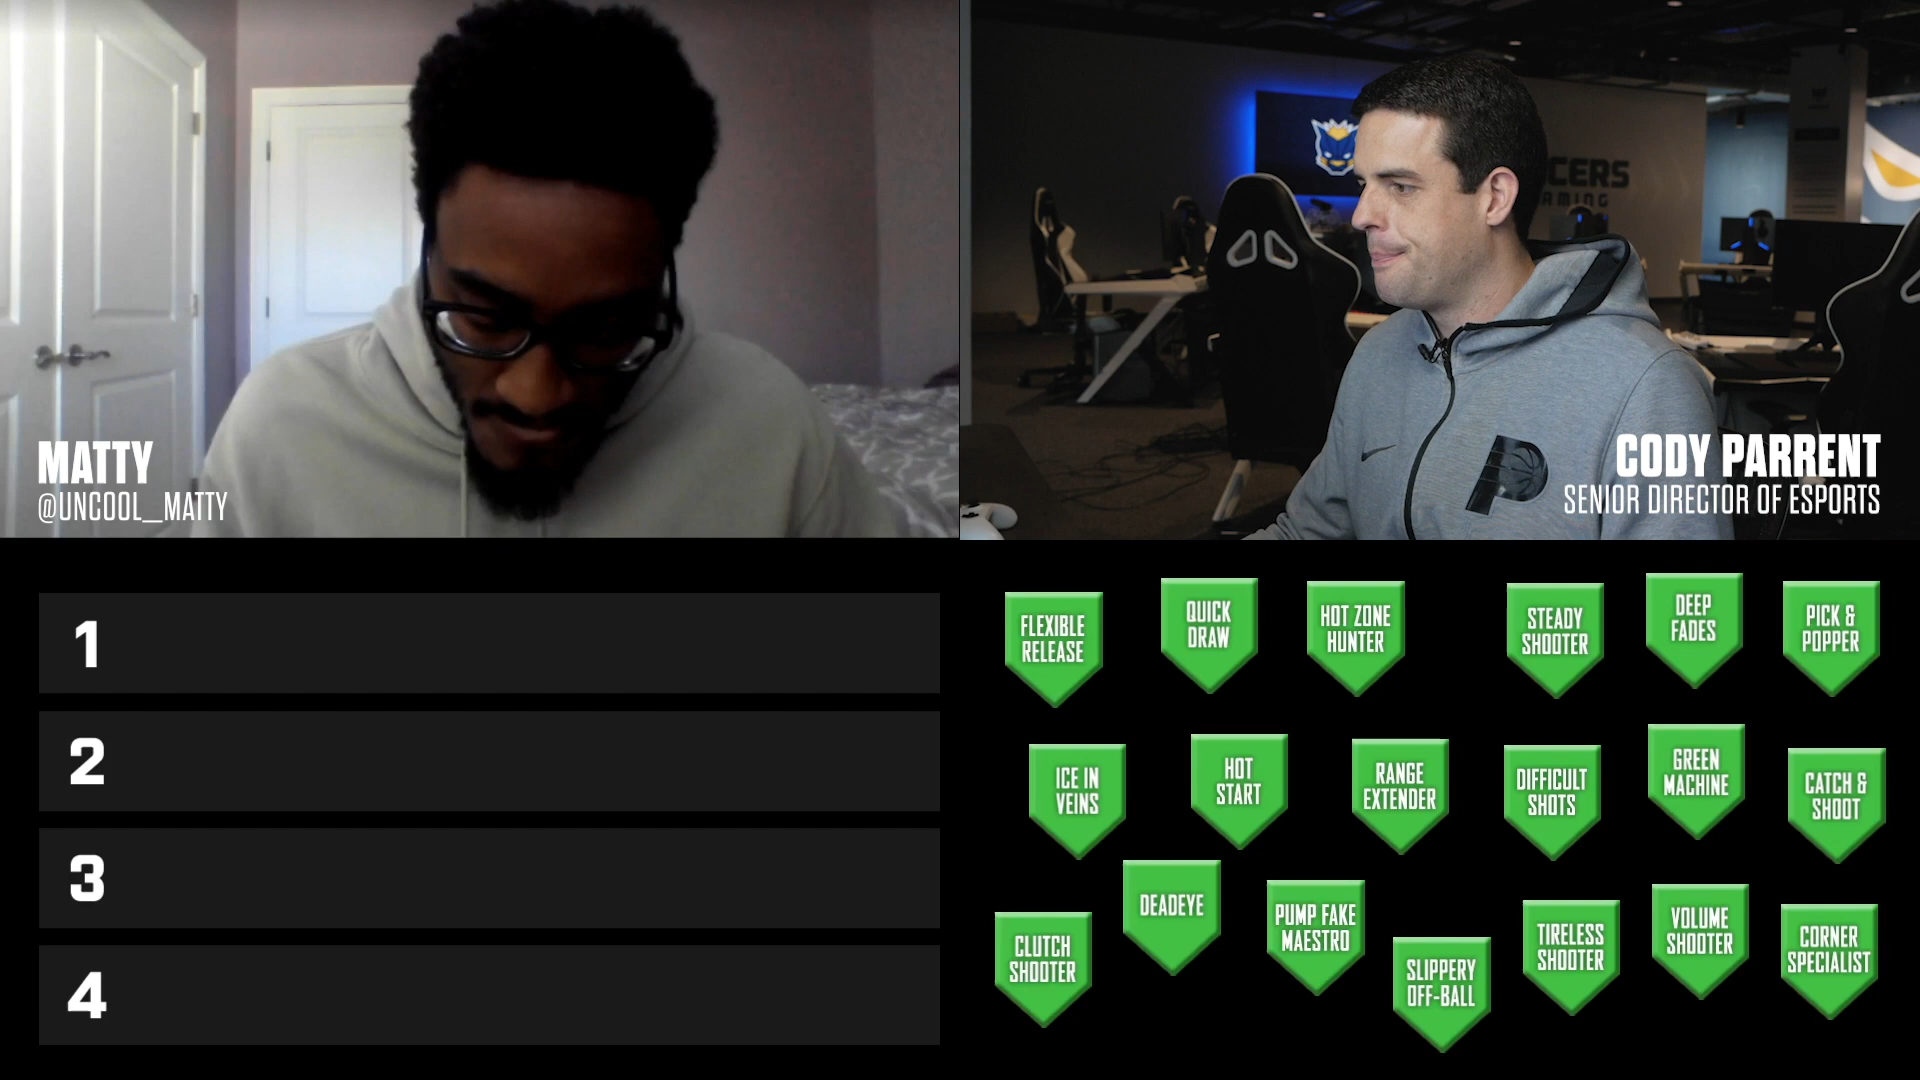 MATTY
@UNCOOL_MATTY
CODY PARRENT
SENIOR DIRECTOR OF ESPORTS
1
2
3
4
FLEXIBLE
RELEASE
QUICK
DRAW
HOT ZONE
HUNTER
STEADY
SHOOTER
DEEP
FADES
PICK &
POPPER
ICE IN
VEINS
HOT
START
RANGE
EXTENDER
DIFFICULT
SHOTS
GREEN
MACHINE
CATCH &
SHOOT
CLUTCH
SHOOTER
DEADEYE
PUMP FAKE
MAESTRO
SLIPPERY
OFF-BALL
TIRELESS
SHOOTER
VOLUME
SHOOTER
CORNER
SPECIALIST